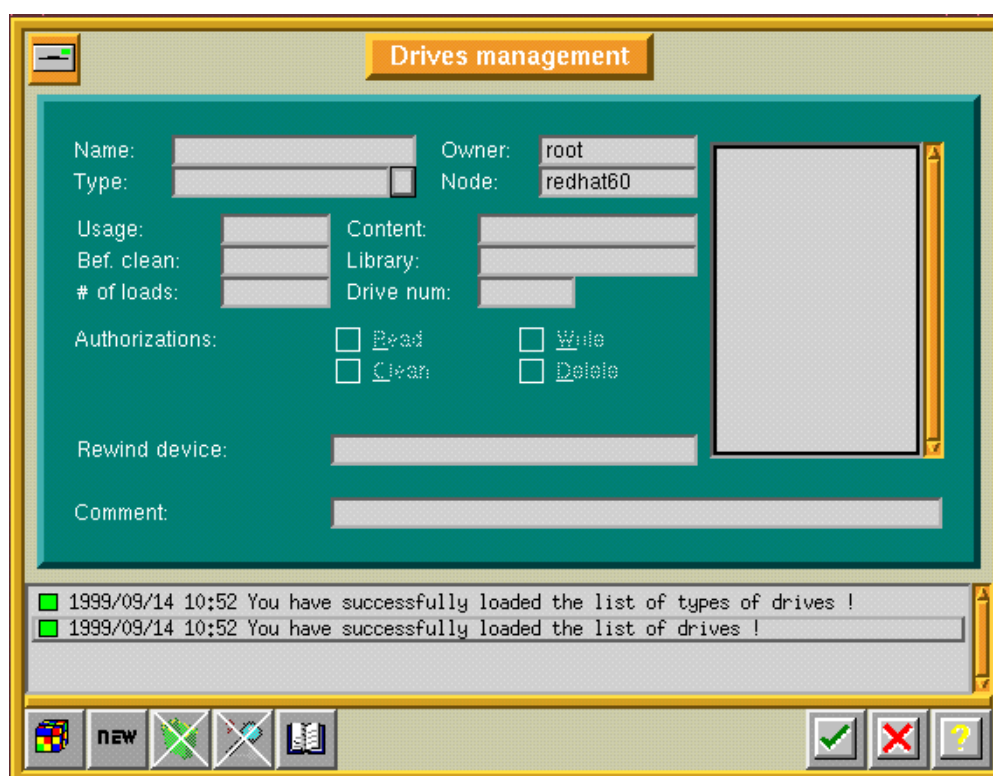 Drives management
Name:
Owner: root
Type:
Node: redhat60
Usage:
Content:
Bef. clean:
Library:
# of loads:
Drive num:
Authorizations:
Read
Write
Clean
Delete
Rewind device:
Comment:
1999/09/14 10:52 You have successfully loaded the list of types of drives !
1999/09/14 10:52 You have successfully loaded the list of drives !
NEW
?